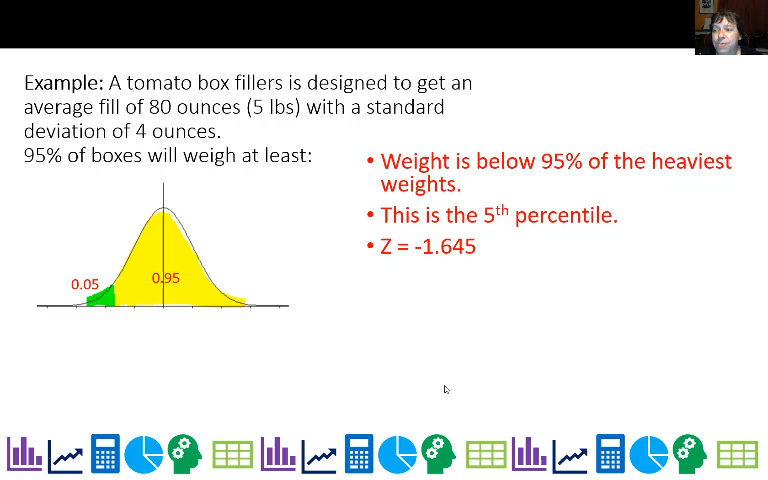 Example: A tomato box fillers is designed to get an
average fill of 80 ounces (5 lbs) with a standard
deviation of 4 ounces.
95% of boxes will weigh at least:
• Weight is below 95% of the heaviest
weights.
• This is the 5th percentile.
• Z = -1.645
0.05
0.95